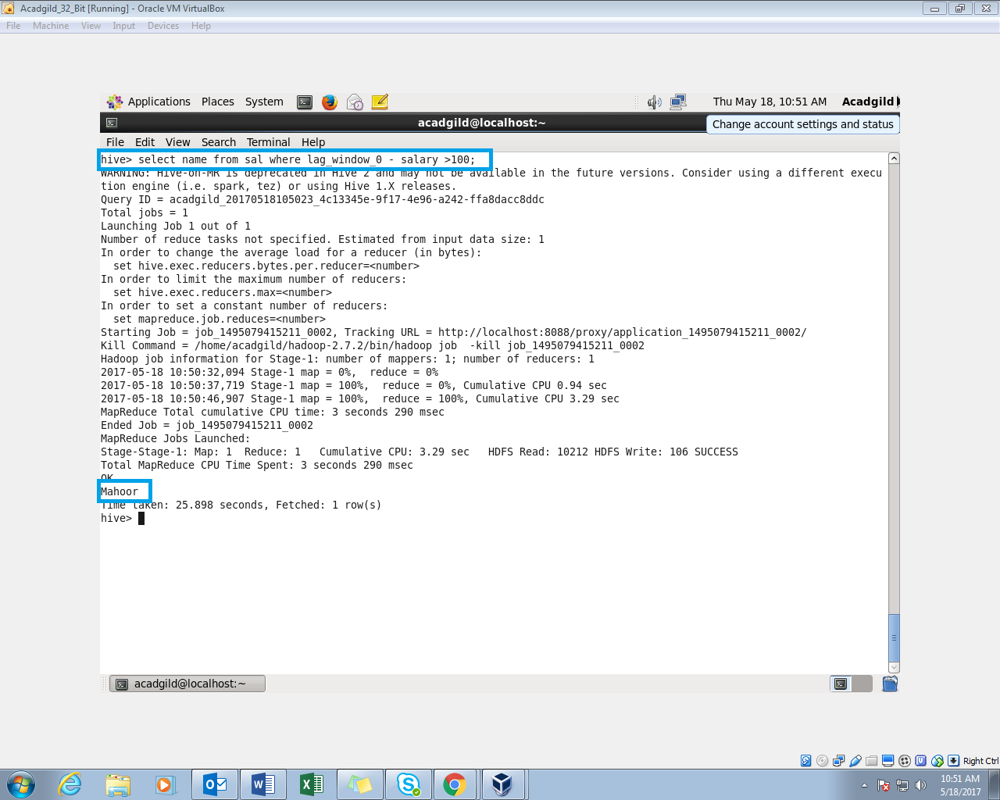 Acadgild_32_Bit [Running] - Oracle VM VirtualBox
File Machine View Input Devices Help
Applications Places System
Thu May 18, 10:51 AM Acadgild
acadgild@localhost:~
Change account settings and status
File Edit View Search Terminal Help
hive> select name from sal where lag_window_0 - salary >100;
WARNING: Hive-on-MR is deprecated in Hive 2 and may not be available in the future versions. Consider using a different execu
tion engine (i.e. spark, tez) or using Hive 1.X releases.
Query ID = acadgild_20170518105023_4c13345e-9f17-4e96-a242-ffa8dacc8ddc
Total jobs = 1
Launching Job 1 out of 1
Number of reduce tasks not specified. Estimated from input data size: 1
In order to change the average load for a reducer (in bytes):
  set hive.exec.reducers.bytes.per.reducer=<number>
In order to limit the maximum number of reducers:
  set hive.exec.reducers.max=<number>
In order to set a constant number of reducers:
  set mapreduce.job.reduces=<number>
Starting Job = job_1495079415211_0002, Tracking URL = http://localhost:8088/proxy/application_1495079415211_0002/
Kill Command = /home/acadgild/hadoop-2.7.2/bin/hadoop job  -kill job_1495079415211_0002
Hadoop job information for Stage-1: number of mappers: 1; number of reducers: 1
2017-05-18 10:50:32,094 Stage-1 map = 0%,  reduce = 0%
2017-05-18 10:50:37,719 Stage-1 map = 100%,  reduce = 0%, Cumulative CPU 0.94 sec
2017-05-18 10:50:46,907 Stage-1 map = 100%,  reduce = 100%, Cumulative CPU 3.29 sec
MapReduce Total cumulative CPU time: 3 seconds 290 msec
Ended Job = job_1495079415211_0002
MapReduce Jobs Launched:
Stage-Stage-1: Map: 1  Reduce: 1   Cumulative CPU: 3.29 sec   HDFS Read: 10212 HDFS Write: 106 SUCCESS
Total MapReduce CPU Time Spent: 3 seconds 290 msec
OK
Mahoor
Time taken: 25.898 seconds, Fetched: 1 row(s)
hive>
acadgild@localhost:~
Right Ctrl
10:51 AM
5/18/2017